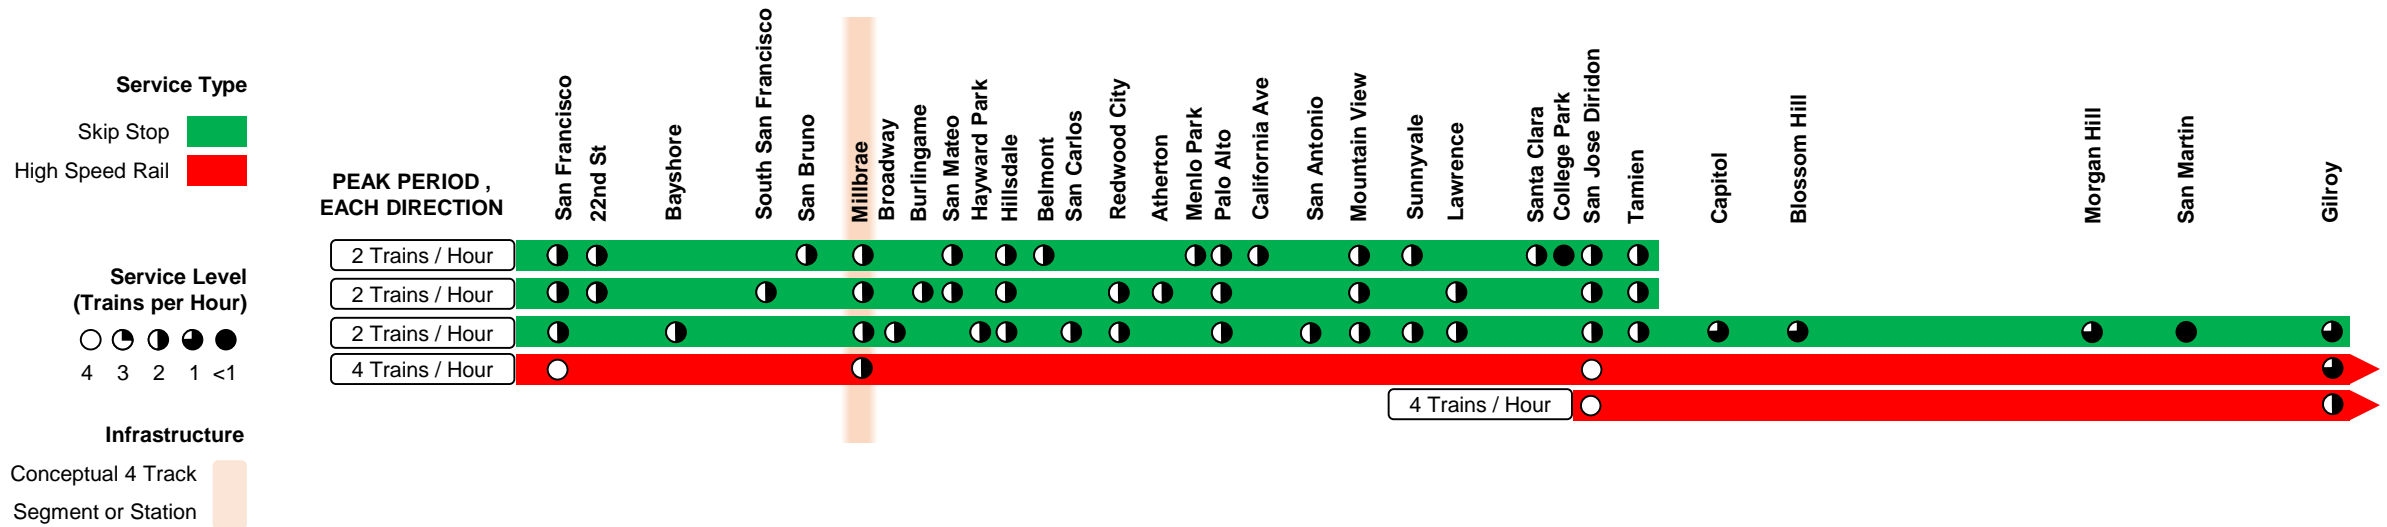 Service Type
Skip Stop
High Speed Rail
Service Level
(Trains per Hour)
4 3 2 1 <1
Infrastructure
Conceptual 4 Track
Segment or Station
PEAK PERIOD ,
EACH DIRECTION
San Francisco
22nd St
Bayshore
South San Francisco
San Bruno
Millbrae
Broadway
Burlingame
San Mateo
Hayward Park
Hillsdale
Belmont
San Carlos
Redwood City
Atherton
Menlo Park
Palo Alto
California Ave
San Antonio
Mountain View
Sunnyvale
Lawrence
Santa Clara
College Park
San Jose Diridon
Tamien
Capitol
Blossom Hill
Morgan Hill
San Martin
Gilroy
2 Trains / Hour
2 Trains / Hour
2 Trains / Hour
4 Trains / Hour
4 Trains / Hour